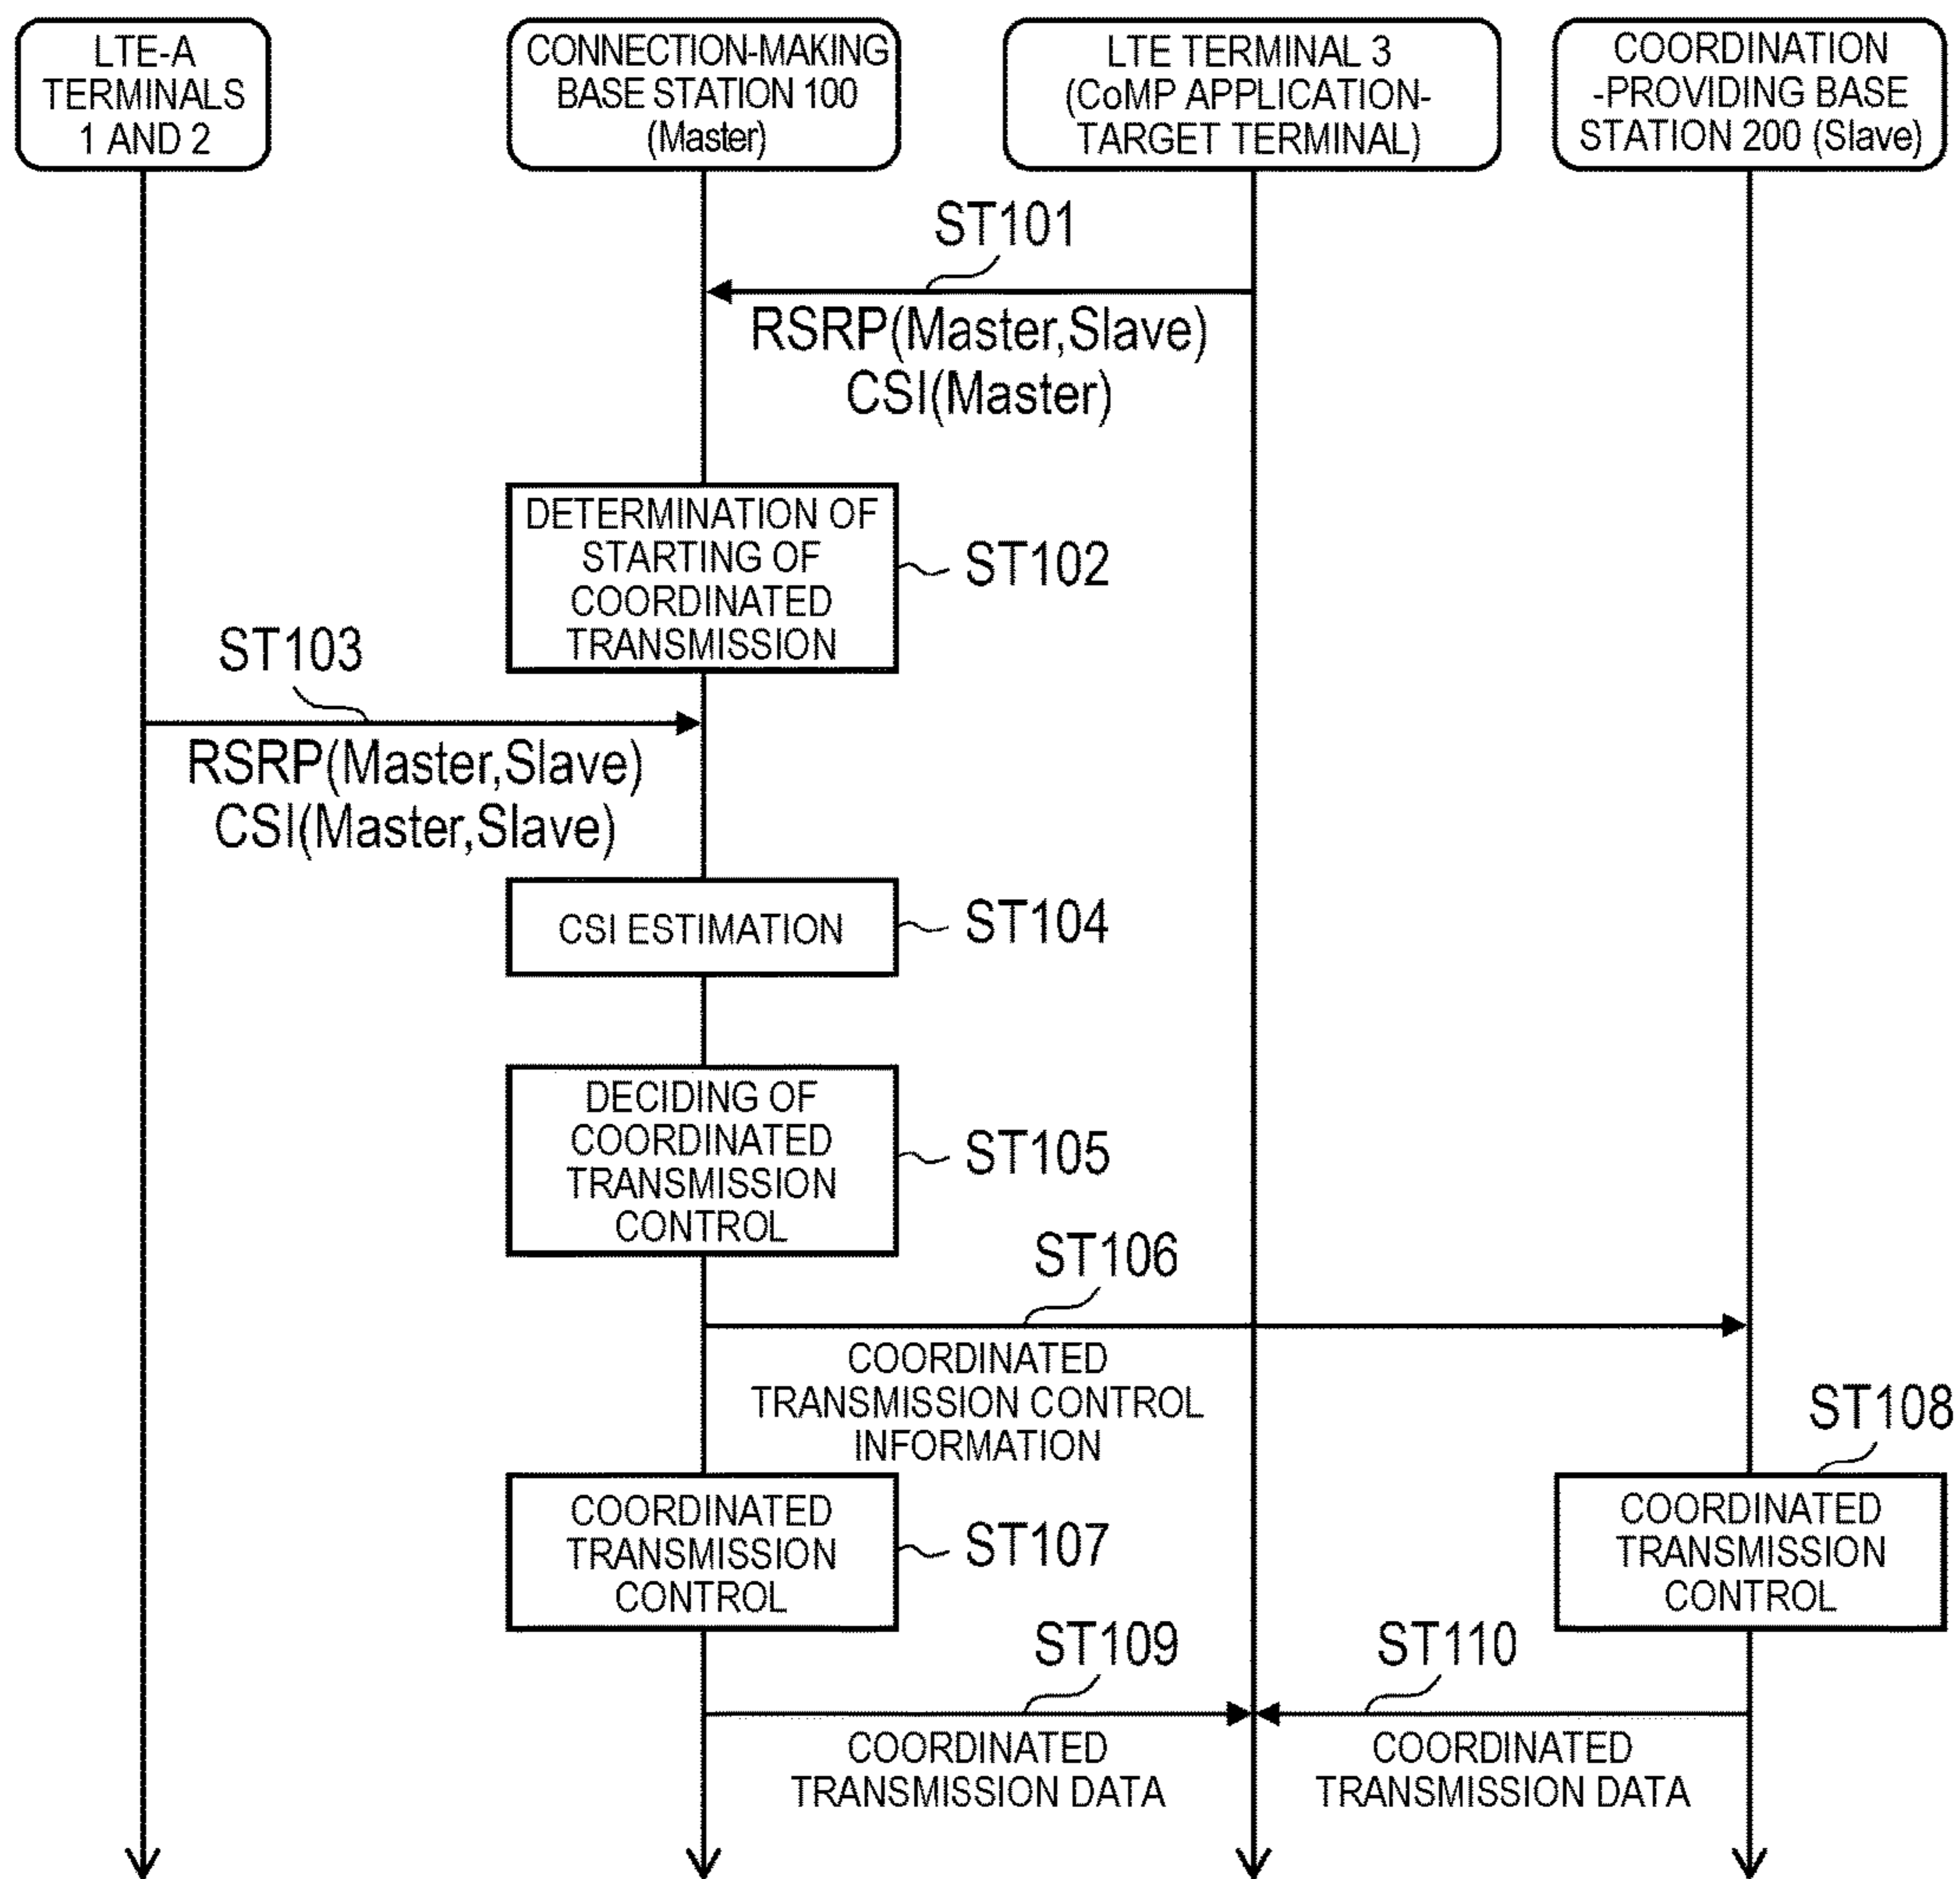 LTE-A
TERMINALS
1 AND 2
CONNECTION-MAKING
BASE STATION 100
(Master)
LTE TERMINAL 3
(CoMP APPLICATION-
TARGET TERMINAL)
COORDINATION
-PROVIDING BASE
STATION 200 (Slave)
ST101
RSRP(Master,Slave)
CSI(Master)
DETERMINATION OF
STARTING OF
COORDINATED
TRANSMISSION
ST102
ST103
RSRP(Master,Slave)
CSI(Master,Slave)
CSI ESTIMATION
ST104
DECIDING OF
COORDINATED
TRANSMISSION
CONTROL
ST105
ST106
COORDINATED
TRANSMISSION CONTROL
INFORMATION
COORDINATED
TRANSMISSION
CONTROL
ST107
ST108
COORDINATED
TRANSMISSION
CONTROL
ST109
COORDINATED
TRANSMISSION DATA
ST110
COORDINATED
TRANSMISSION DATA